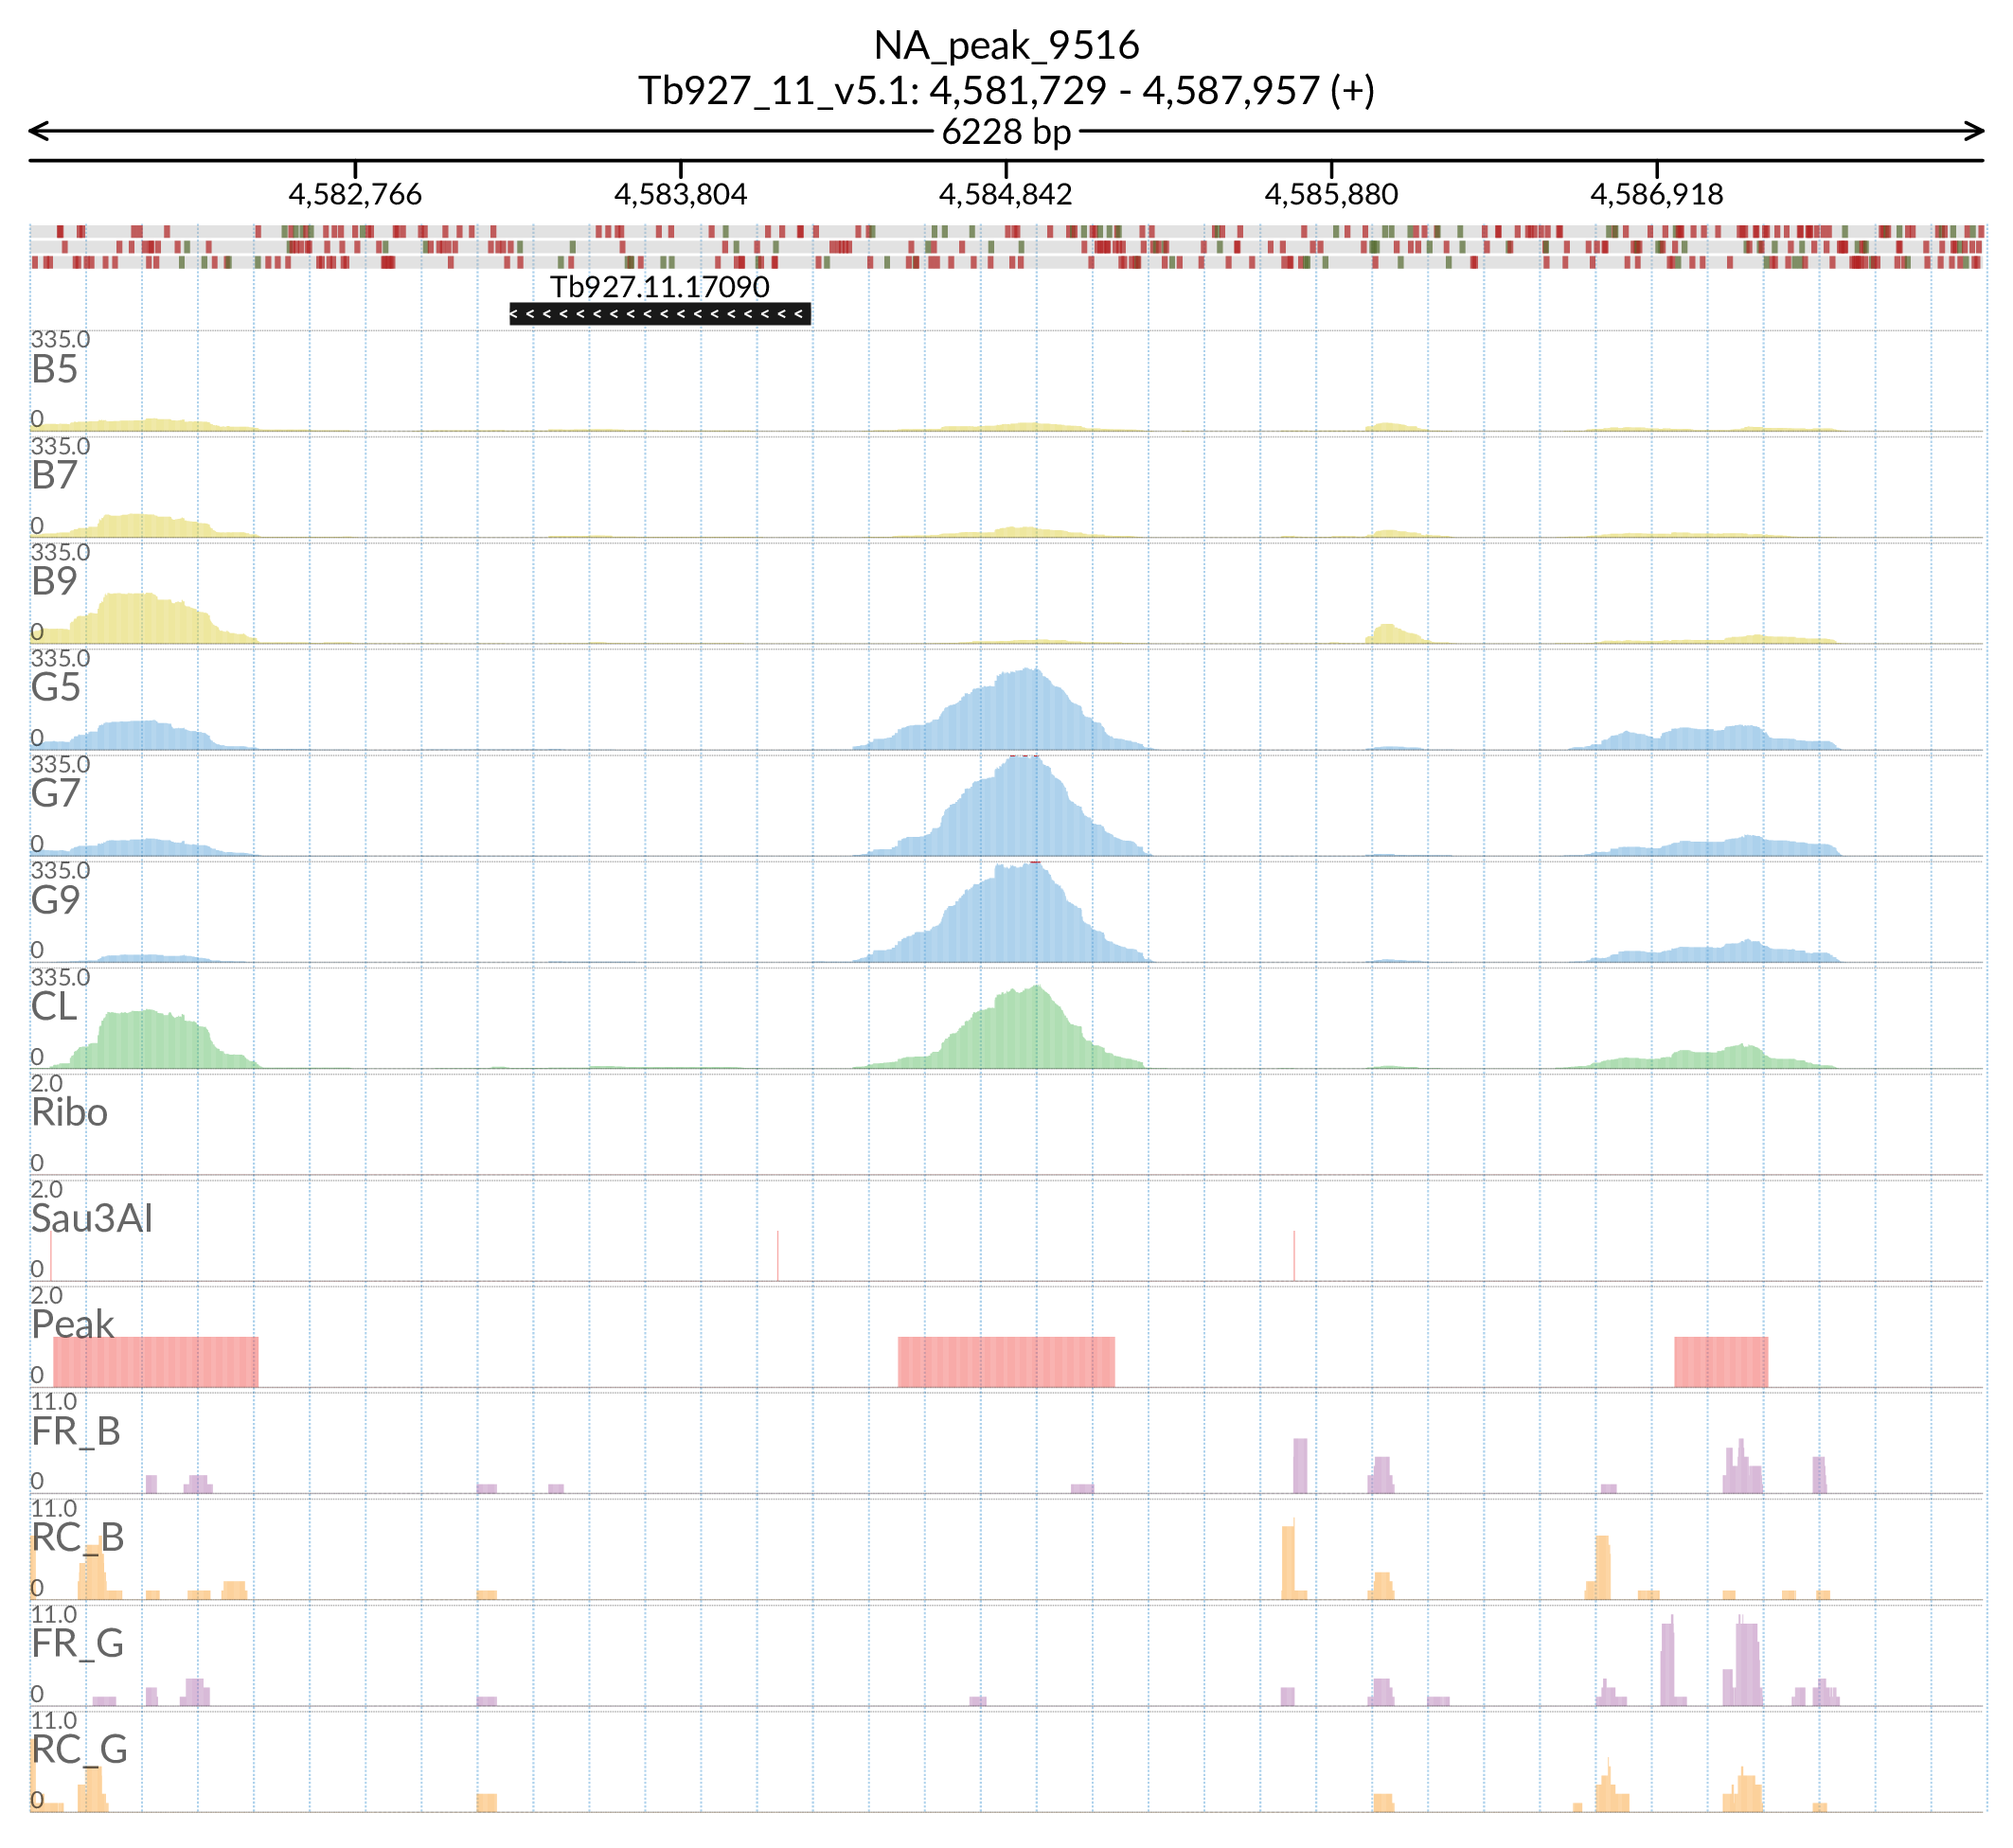 NA_peak_9516
Tb927_11_v5.1: 4,581,729 - 4,587,957 (+)
6228 bp
4,582,766 4,583,804 4,584,842 4,585,880 4,586,918
Tb927.11.17090
335.0
B5
0
335.0
B7
0
335.0
B9
0
335.0
G5
0
335.0
G7
0
335.0
G9
0
335.0
CL
0
2.0
Ribo
0
2.0
Sau3AI
0
2.0
Peak
0
11.0
FR_B
0
11.0
RC_B
0
11.0
FR_G
0
11.0
RC_G
0